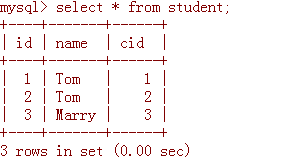 mysql> select * from student;
+----+-------+-----+
| id | name  | cid |
+----+-------+-----+
|  1 | Tom   |   1 |
|  2 | Tom   |   2 |
|  3 | Marry |   3 |
+----+-------+-----+
3 rows in set (0.00 sec)